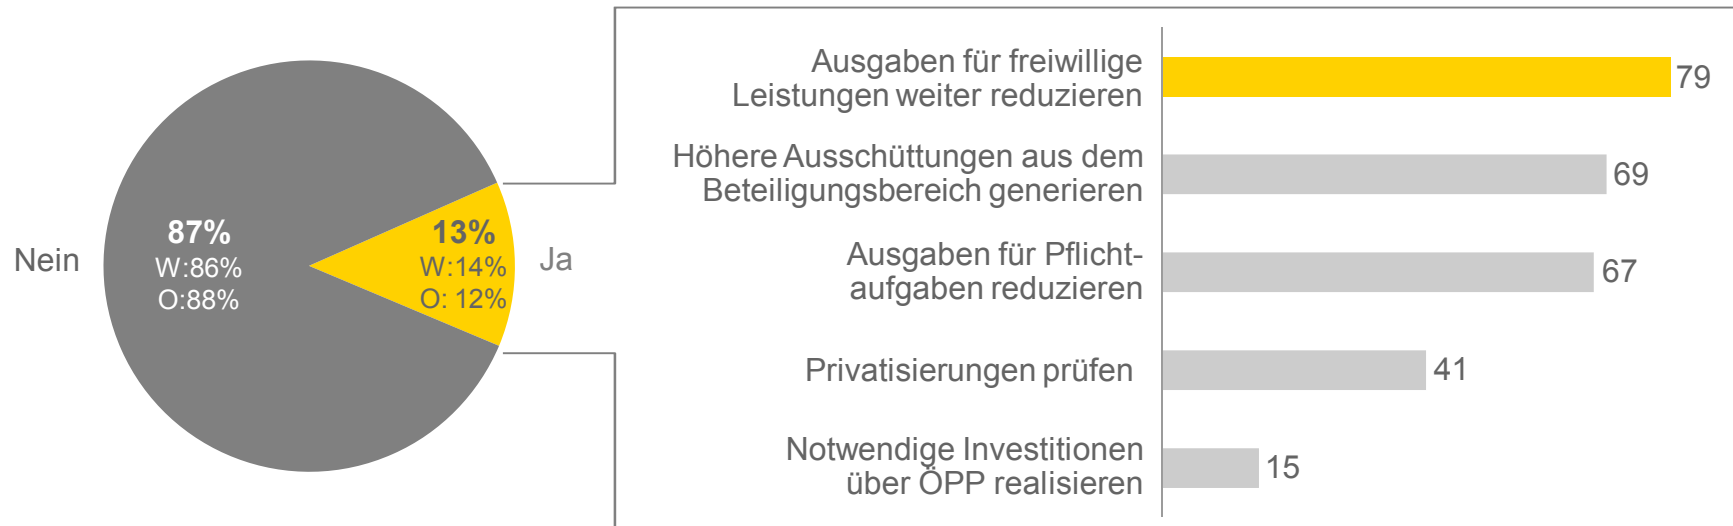 Nein
87%
W:86%
O:88%
13%
W:14%
O: 12%
Ja
Ausgaben für freiwillige
Leistungen weiter reduzieren
79
Höhere Ausschüttungen aus dem
Beteiligungsbereich generieren
69
Ausgaben für Pflicht-
aufgaben reduzieren
67
Privatisierungen prüfen
41
Notwendige Investitionen
über ÖPP realisieren
15